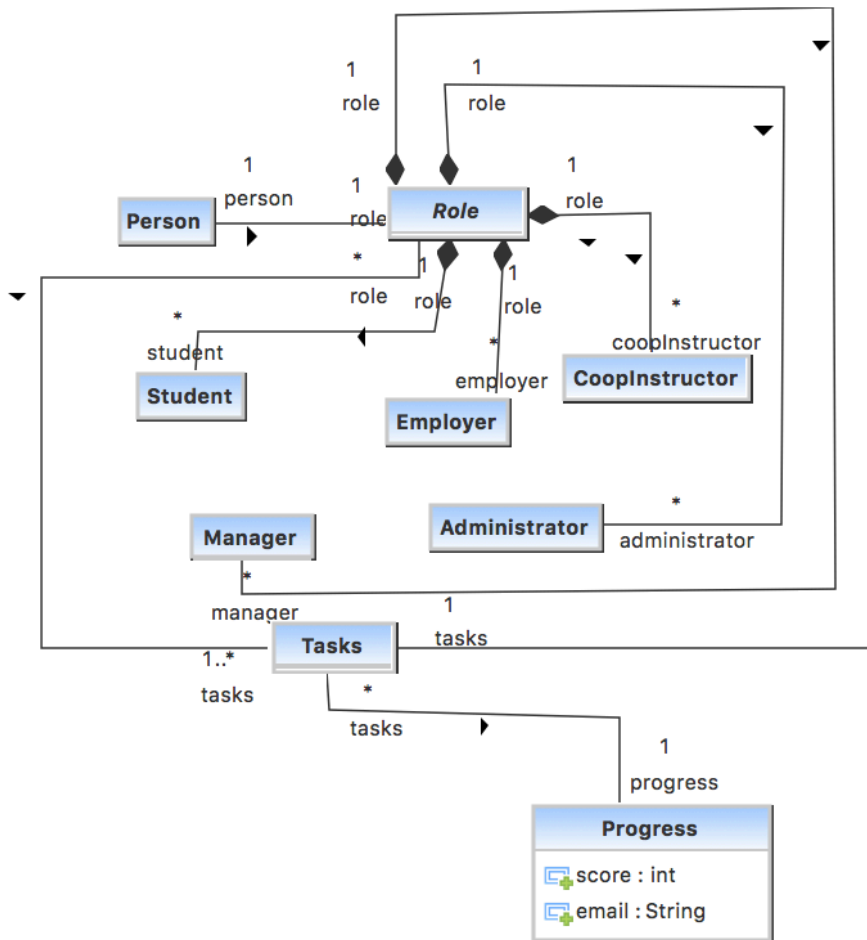 1
role
1
role
1
person
1
role
1
role
Person
Role
*
role
1
role
1
role
*
student
*
employer
*
coopInstructor
Student
Employer
CoopInstructor
Manager
Administrator
*
administrator
*
manager
1
tasks
Tasks
1..*
tasks
*
tasks
1
progress
Progress
score : int
email : String